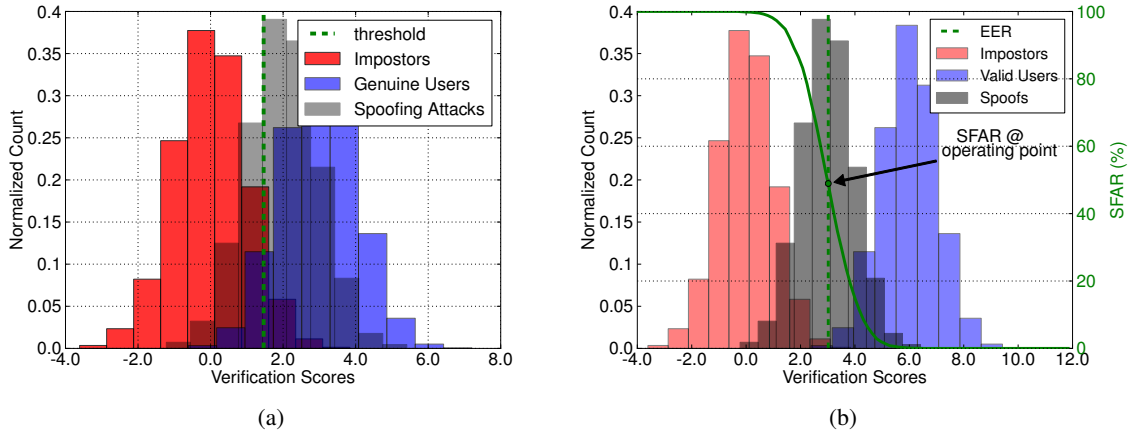 threshold
Impostors
Genuine Users
Spoofing Attacks
0.4
0.35
0.3
0.25
0.2
0.15
0.1
0.05
0.0
Normalized Count
-4.0 -2.0 0.0 2.0 4.0 6.0 8.0
Verification Scores
(a)
EER
Impostors
Valid Users
Spoofs
SFAR @
operating point
0.4
0.35
0.3
0.25
0.2
0.15
0.1
0.05
0.0
Normalized Count
100
80
60
40
20
0
SFAR (%)
-4.0 -2.0 0.0 2.0 4.0 6.0 8.0 10.0 12.0
Verification Scores
(b)